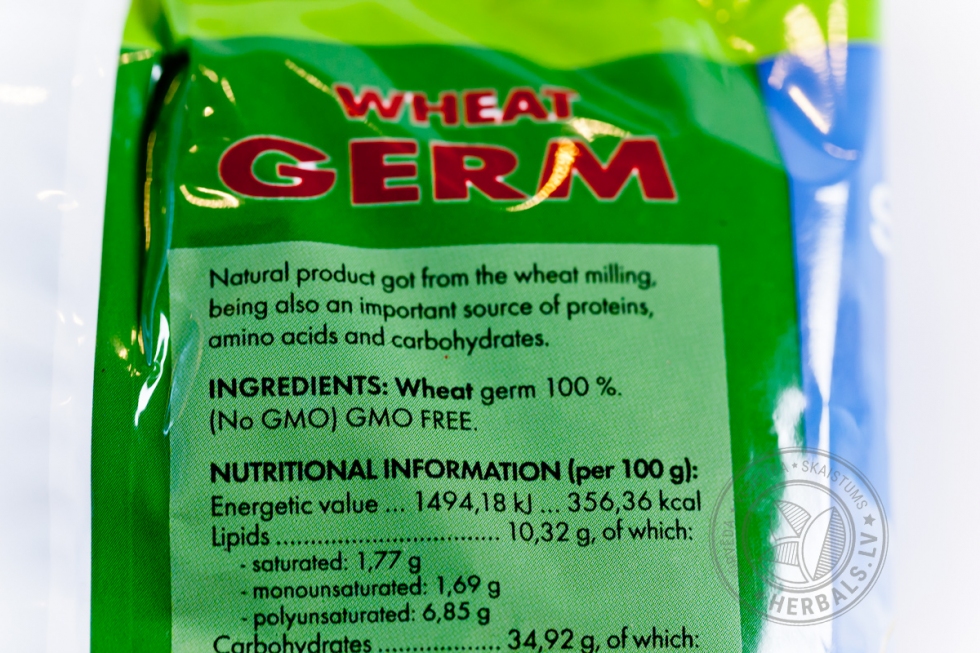 WHEAT
GERM
Natural product got from the wheat milling,
being also an important source of proteins,
amino acids and carbohydrates.
INGREDIENTS: Wheat germ 100 %.
(No GMO) GMO FREE.
NUTRITIONAL INFORMATION (per 100 g):
Energetic value ... 1494,18 kJ ... 356,36 kcal
Lipids .................................. 10,32 g, of which:
- saturated: 1,77 g
- monounsaturated: 1,69 g
- polyunsaturated: 6,85 g
Carbohydrates .................. 34,92 g, of which:
• SKAISTUMS ★
HERBALS.LV